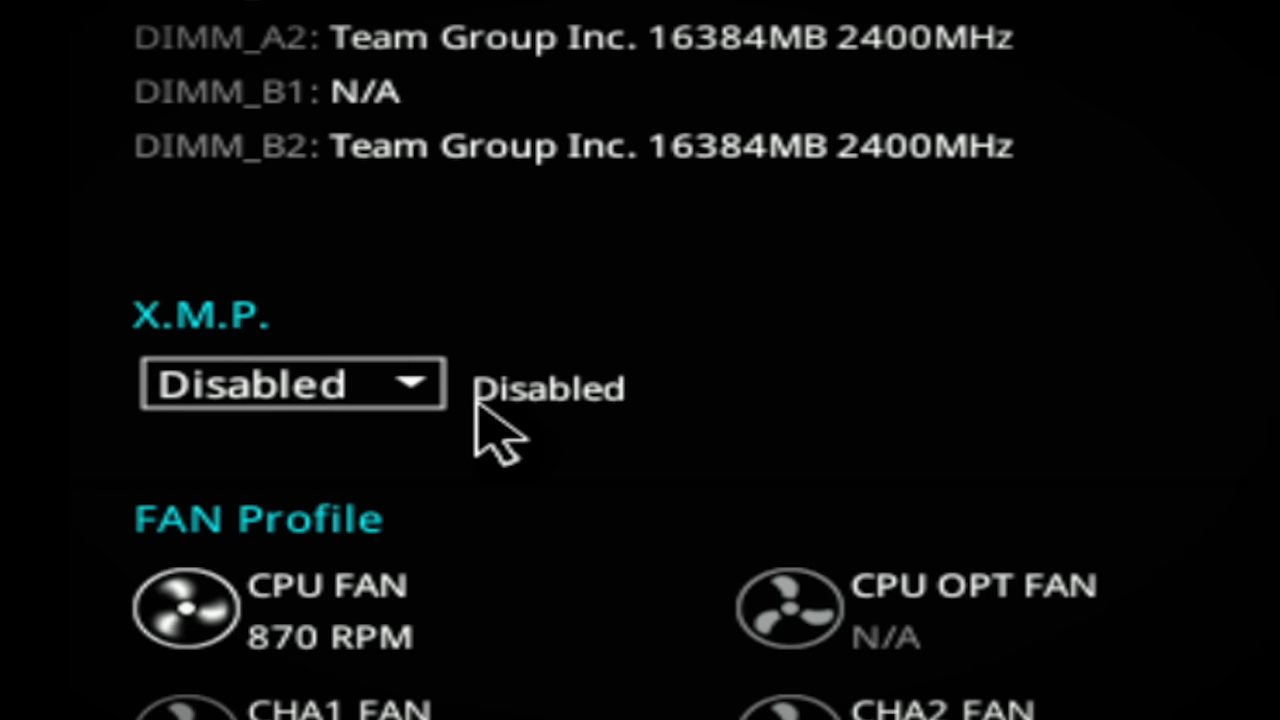 DIMM_A2: Team Group Inc. 16384MB 2400MHz
DIMM_B1: N/A
DIMM_B2: Team Group Inc. 16384MB 2400MHz
X.M.P.
Disabled Disabled
FAN Profile
CPU FAN CPU OPT FAN
870 RPM N/A
CHA1 FAN CHA2 FAN